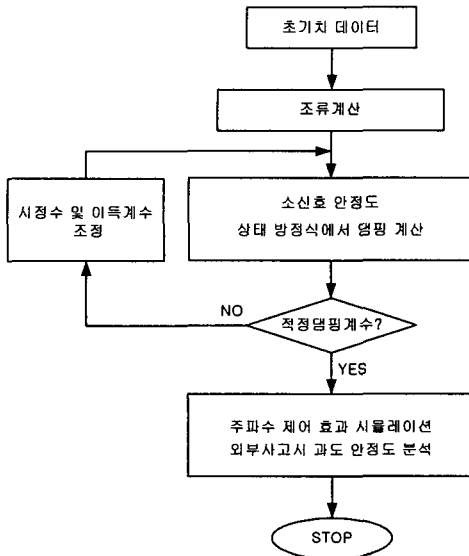 초기치 데이터
조류계산
시정수 및 이득계수
조정
소신호 안정도
상태 방정식에서 댐핑 계산
NO
적정댐핑계수?
YES
주파수 제어 효과 시뮬레이션
외부사고시 과도 안정도 분석
STOP